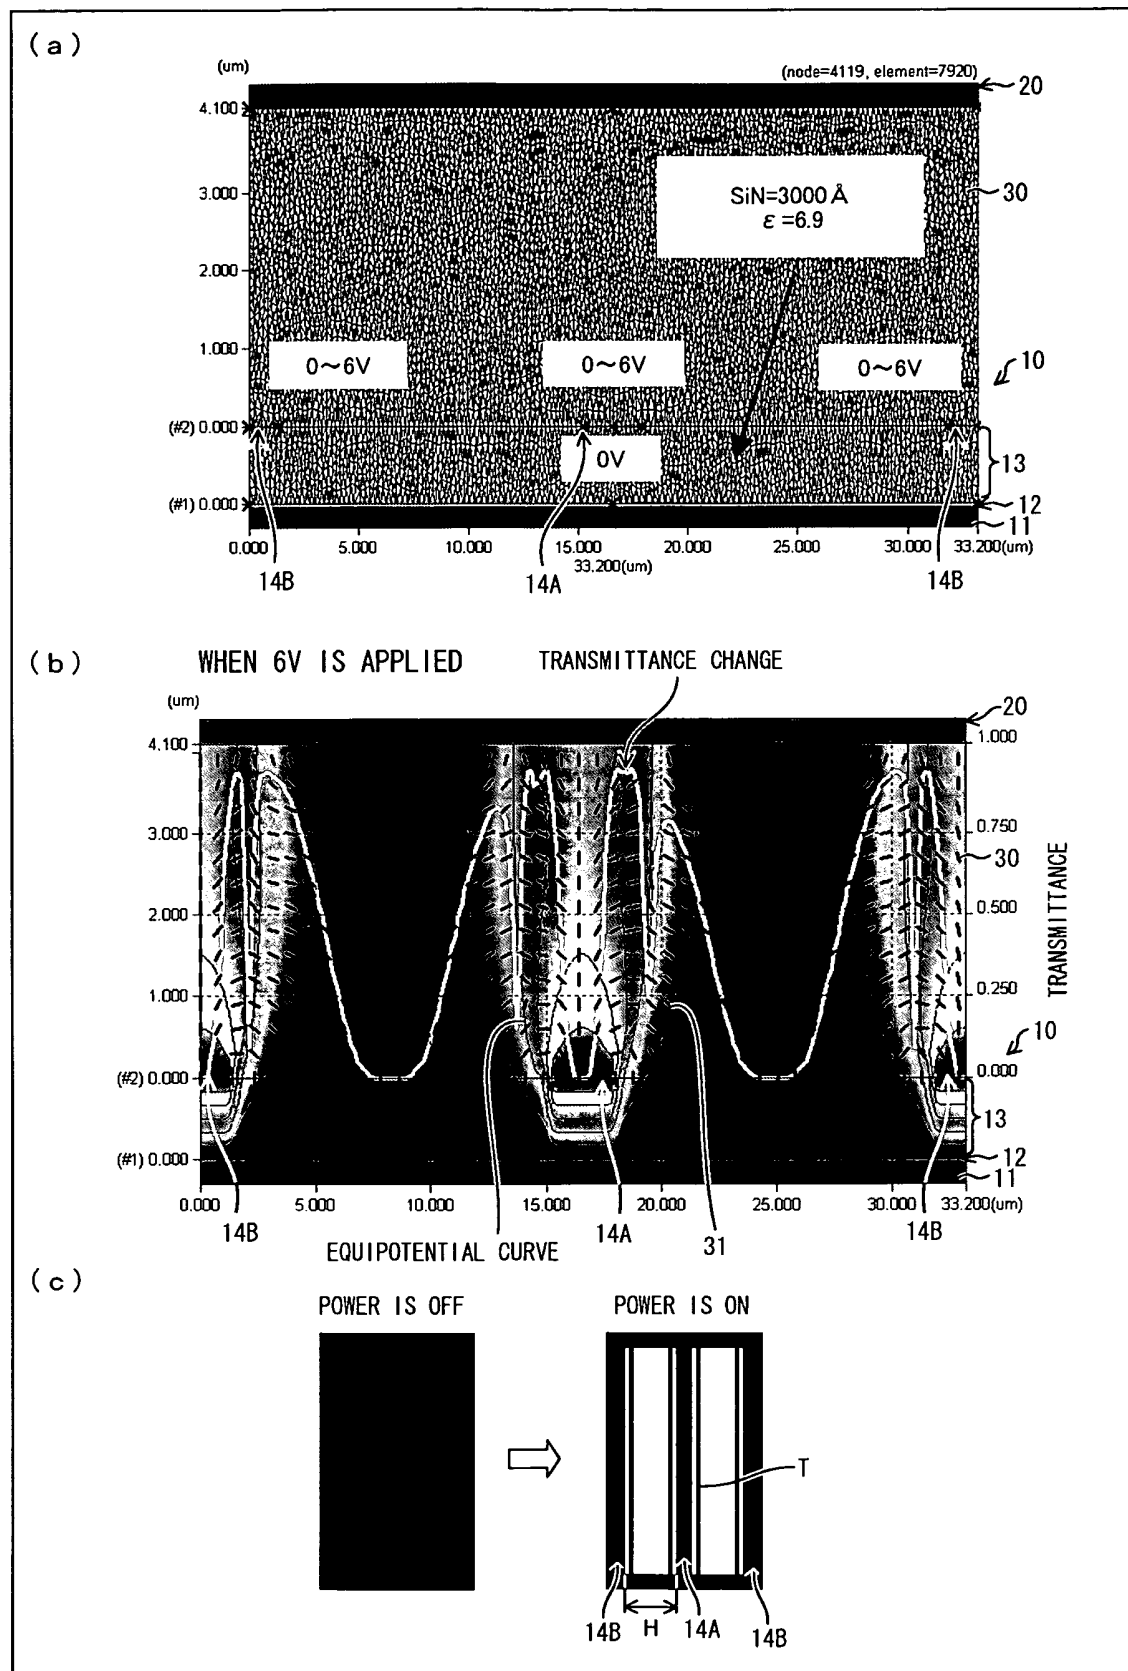 (a)
(um)
(node=4119, element=7920)
20
4.100
SiN=3000 Å
ε=6.9
30
3.000
2.000
1.000
0~6V
0~6V
0~6V
10
(#2) 0.000
0V
13
(#1) 0.000
12
11
0.000 5.000 10.000 15.000 20.000 25.000 30.000 33.200(um)
33.200(um)
14B
14A
14B
(b)
WHEN 6V IS APPLIED
TRANSMITTANCE CHANGE
(um)
20
4.100
1.000
3.000
0.750
30
2.000
0.500
TRANSMITTANCE
1.000
0.250
10
(#2) 0.000
0.000
13
(#1) 0.000
12
11
0.000 5.000 10.000 15.000 20.000 25.000 30.000 33.200(um)
14B
14A
14B
EQUIPOTENTIAL CURVE
31
(c)
POWER IS OFF
POWER IS ON
T
14B
H
14A
14B